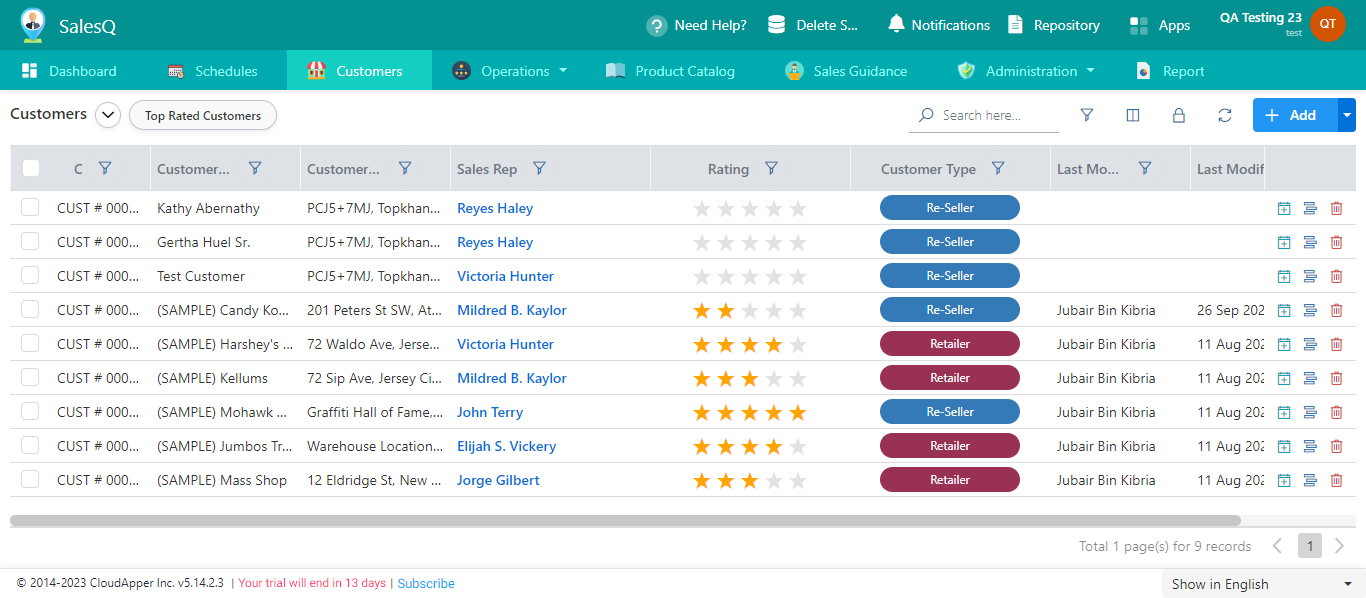 SalesQ Need Help? Delete S... Notifications Repository Apps QA Testing 23 QT
test
Dashboard Schedules Customers Operations Product Catalog Sales Guidance Administration Report
Customers Top Rated Customers Search here... Add
C Customer... Customer... Sales Rep Rating Customer Type Last Mo... Last Modif
CUST # 000... Kathy Abernathy PCJ5+7MJ, Topkhan... Reyes Haley Re-Seller
CUST # 000... Gertha Huel Sr. PCJ5+7MJ, Topkhan... Reyes Haley Re-Seller
CUST # 000... Test Customer PCJ5+7MJ, Topkhan... Victoria Hunter Re-Seller
CUST # 000... (SAMPLE) Candy Ko... 201 Peters St SW, At... Mildred B. Kaylor Re-Seller Jubair Bin Kibria 26 Sep 202
CUST # 000... (SAMPLE) Harshey's ... 72 Waldo Ave, Jerse... Victoria Hunter Retailer Jubair Bin Kibria 11 Aug 202
CUST # 000... (SAMPLE) Kellums 72 Sip Ave, Jersey Ci... Mildred B. Kaylor Retailer Jubair Bin Kibria 11 Aug 202
CUST # 000... (SAMPLE) Mohawk ... Graffiti Hall of Fame,... John Terry Re-Seller Jubair Bin Kibria 11 Aug 202
CUST # 000... (SAMPLE) Jumbos Tr... Warehouse Location... Elijah S. Vickery Retailer Jubair Bin Kibria 11 Aug 202
CUST # 000... (SAMPLE) Mass Shop 12 Eldridge St, New ... Jorge Gilbert Retailer Jubair Bin Kibria 11 Aug 202
Total 1 page(s) for 9 records 1
© 2014-2023 CloudApper Inc. v5.14.2.3 | Your trial will end in 13 days | Subscribe Show in English